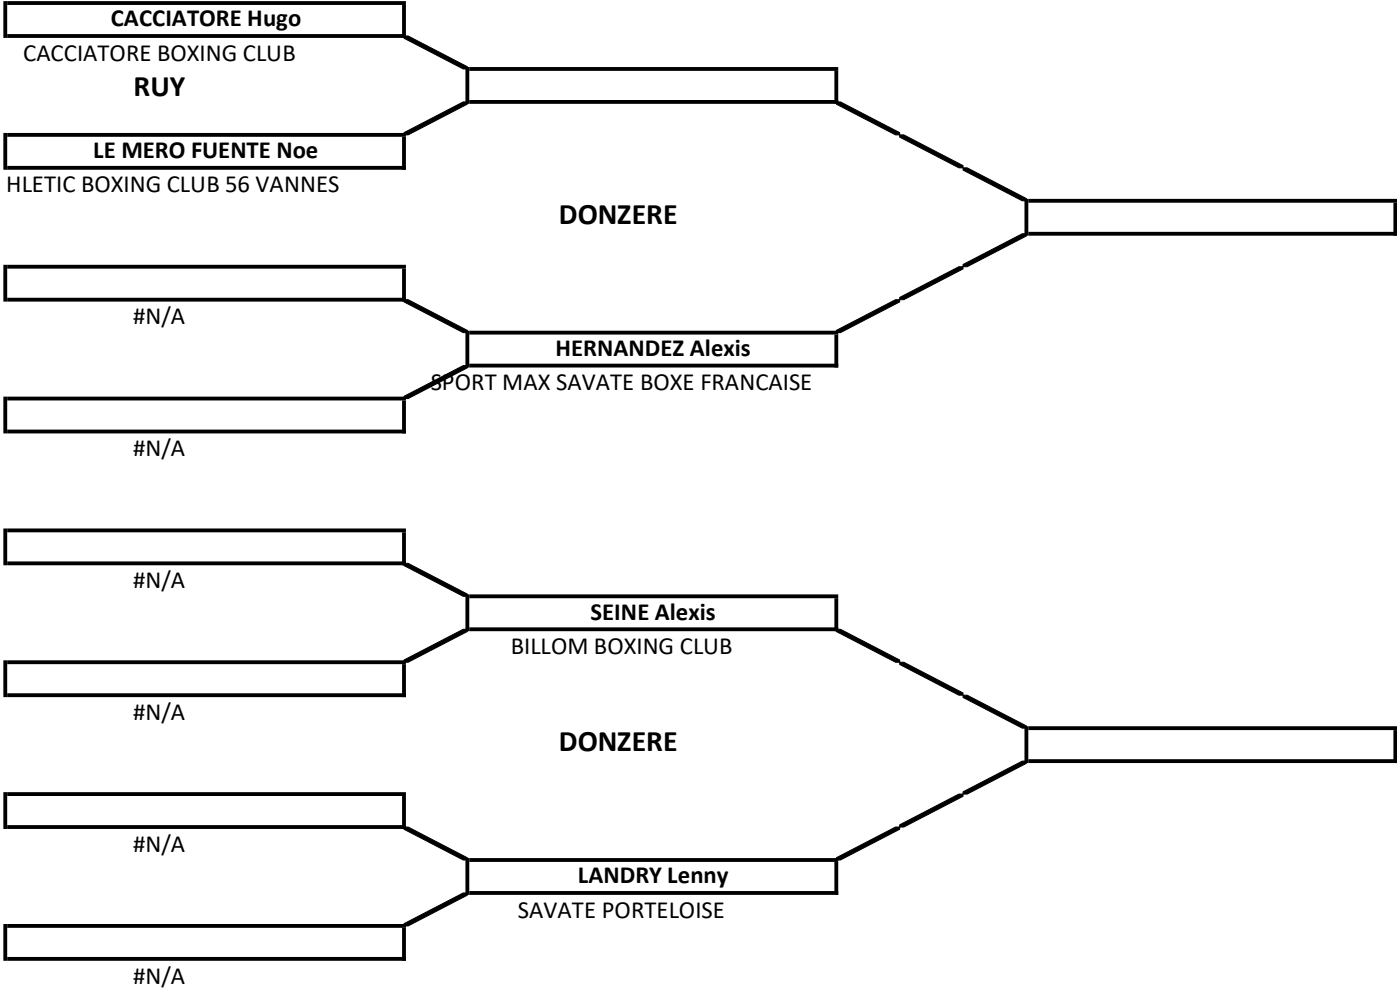 CACCIATORE Hugo
CACCIATORE BOXING CLUB
RUY
LE MERO FUENTE Noe
HLETIC BOXING CLUB 56 VANNES
DONZERE
#N/A
HERNANDEZ Alexis
SPORT MAX SAVATE BOXE FRANCAISE
#N/A
#N/A
SEINE Alexis
BILLOM BOXING CLUB
#N/A
DONZERE
#N/A
LANDRY Lenny
SAVATE PORTELOISE
#N/A